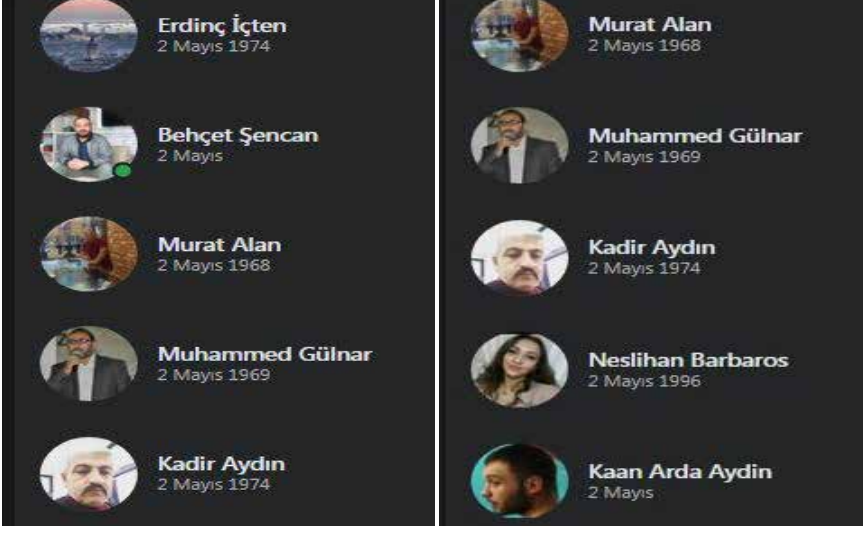 Erdinç İçten
2 Mayıs 1974
Behçet Şencan
2 Mayıs
Murat Alan
2 Mayıs 1968
Muhammed Gülnar
2 Mayıs 1969
Kadir Aydın
2 Mayıs 1974
Murat Alan
2 Mayıs 1968
Muhammed Gülnar
2 Mayıs 1969
Kadir Aydın
2 Mayıs 1974
Neslihan Barbaros
2 Mayıs 1996
Kaan Arda Aydin
2 Mayıs